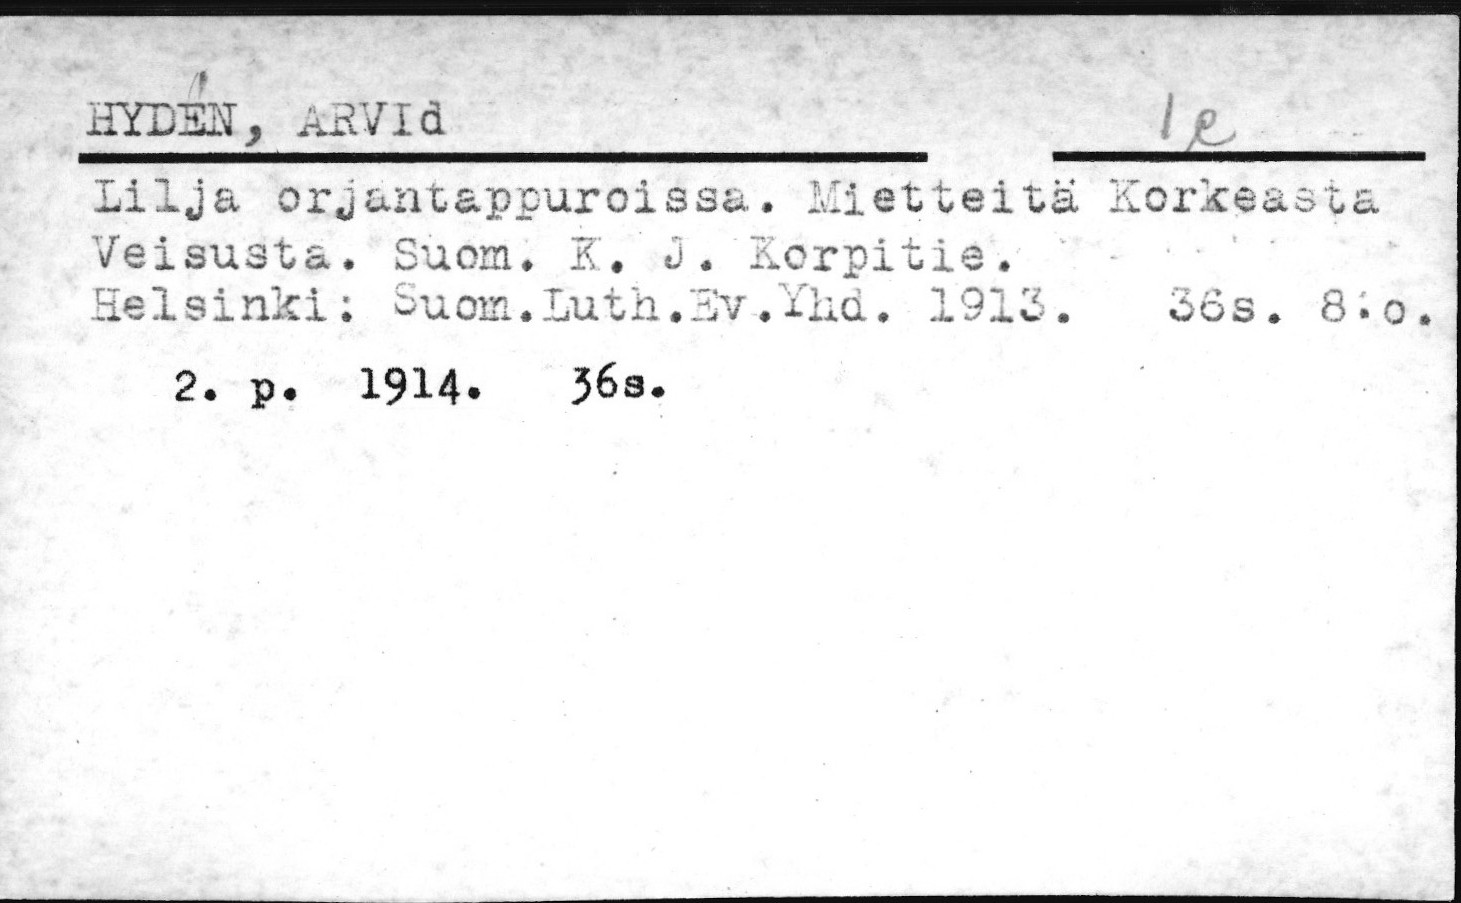 HYDÉN, ARVId 1e
Lilja orjantappuroissa. Mietteitä Korkeasta
Veisusta. Suom. K. J. Korpitie.
Helsinki: Suom.Luth.Ev.Yhd. 1913. 36s. 8:o.
2. p. 1914. 36s.